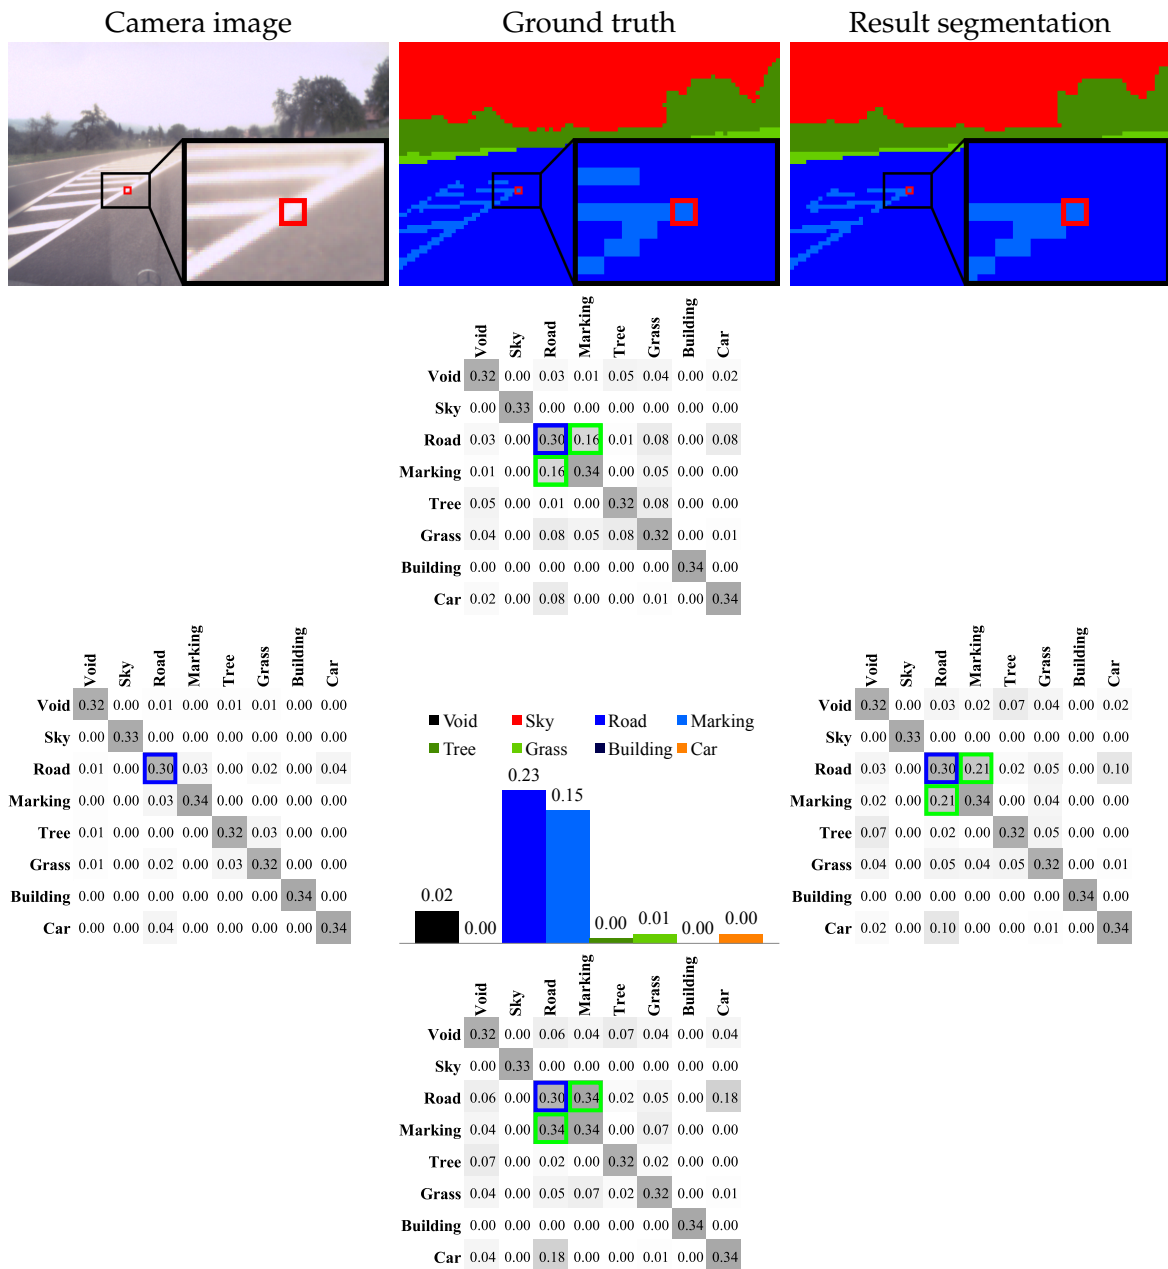 Camera image Ground truth Result segmentation
Void Sky Road Marking Tree Grass Building Car
Void 0.32 0.00 0.03 0.01 0.05 0.04 0.00 0.02
Sky 0.00 0.33 0.00 0.00 0.00 0.00 0.00 0.00
Road 0.03 0.00 0.30 0.16 0.01 0.08 0.00 0.08
Marking 0.01 0.00 0.16 0.34 0.00 0.05 0.00 0.00
Tree 0.05 0.00 0.01 0.00 0.32 0.08 0.00 0.00
Grass 0.04 0.00 0.08 0.05 0.08 0.32 0.00 0.01
Building 0.00 0.00 0.00 0.00 0.00 0.00 0.34 0.00
Car 0.02 0.00 0.08 0.00 0.00 0.01 0.00 0.34
Void Sky Road Marking Tree Grass Building Car
Void 0.32 0.00 0.01 0.00 0.01 0.01 0.00 0.00
Sky 0.00 0.33 0.00 0.00 0.00 0.00 0.00 0.00
Road 0.01 0.00 0.30 0.03 0.00 0.02 0.00 0.04
Marking 0.00 0.00 0.03 0.34 0.00 0.00 0.00 0.00
Tree 0.01 0.00 0.00 0.00 0.32 0.03 0.00 0.00
Grass 0.01 0.00 0.02 0.00 0.03 0.32 0.00 0.00
Building 0.00 0.00 0.00 0.00 0.00 0.00 0.34 0.00
Car 0.00 0.00 0.04 0.00 0.00 0.00 0.00 0.34
Void Sky Road Marking
Tree Grass Building Car
0.02 0.00 0.23 0.15 0.00 0.01 0.00 0.00
Void Sky Road Marking Tree Grass Building Car
Void 0.32 0.00 0.03 0.02 0.07 0.04 0.00 0.02
Sky 0.00 0.33 0.00 0.00 0.00 0.00 0.00 0.00
Road 0.03 0.00 0.30 0.21 0.02 0.05 0.00 0.10
Marking 0.02 0.00 0.21 0.34 0.00 0.04 0.00 0.00
Tree 0.07 0.00 0.02 0.00 0.32 0.05 0.00 0.00
Grass 0.04 0.00 0.05 0.04 0.05 0.32 0.00 0.01
Building 0.00 0.00 0.00 0.00 0.00 0.00 0.34 0.00
Car 0.02 0.00 0.10 0.00 0.00 0.01 0.00 0.34
Void Sky Road Marking Tree Grass Building Car
Void 0.32 0.00 0.06 0.04 0.07 0.04 0.00 0.04
Sky 0.00 0.33 0.00 0.00 0.00 0.00 0.00 0.00
Road 0.06 0.00 0.30 0.34 0.02 0.05 0.00 0.18
Marking 0.04 0.00 0.34 0.34 0.00 0.07 0.00 0.00
Tree 0.07 0.00 0.02 0.00 0.32 0.02 0.00 0.00
Grass 0.04 0.00 0.05 0.07 0.02 0.32 0.00 0.01
Building 0.00 0.00 0.00 0.00 0.00 0.00 0.34 0.00
Car 0.04 0.00 0.18 0.00 0.00 0.01 0.00 0.34